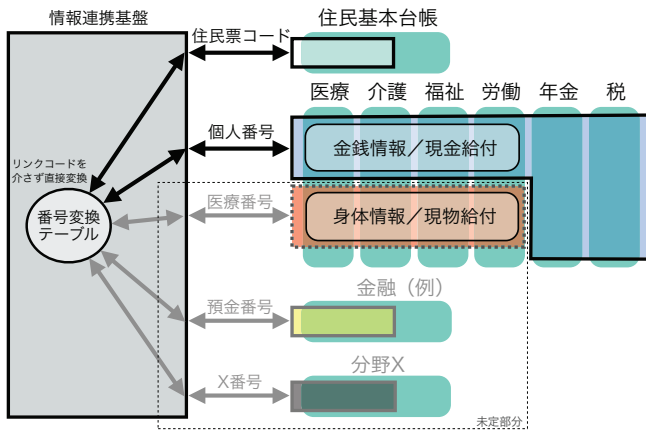 情報連携基盤
住民基本台帳
住民票コード
医療 介護 福祉 労働 年金 税
個人番号
金銭情報／現金給付
リンクコードを
介さず直接変換
番号変換
テーブル
医療番号
身体情報／現物給付
金融（例）
預金番号
分野X
X番号
未定部分